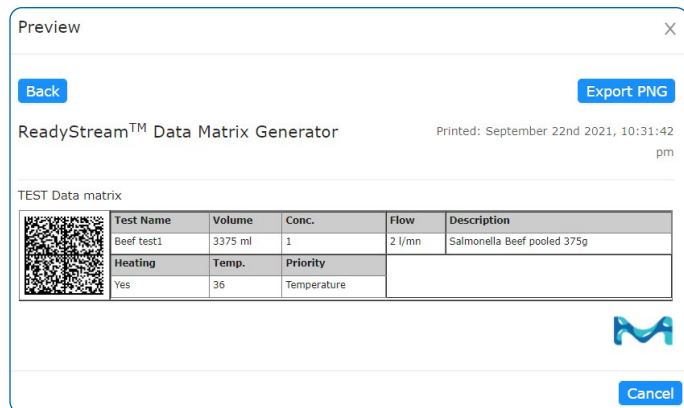 Preview
X
Back
Export PNG
ReadyStream™ Data Matrix Generator
Printed: September 22nd 2021, 10:31:42
pm
TEST Data matrix
Test Name Volume Conc. Flow Description
Beef test1 3375 ml 1 2 l/mn Salmonella Beef pooled 375g
Heating Temp. Priority
Yes 36 Temperature
Cancel